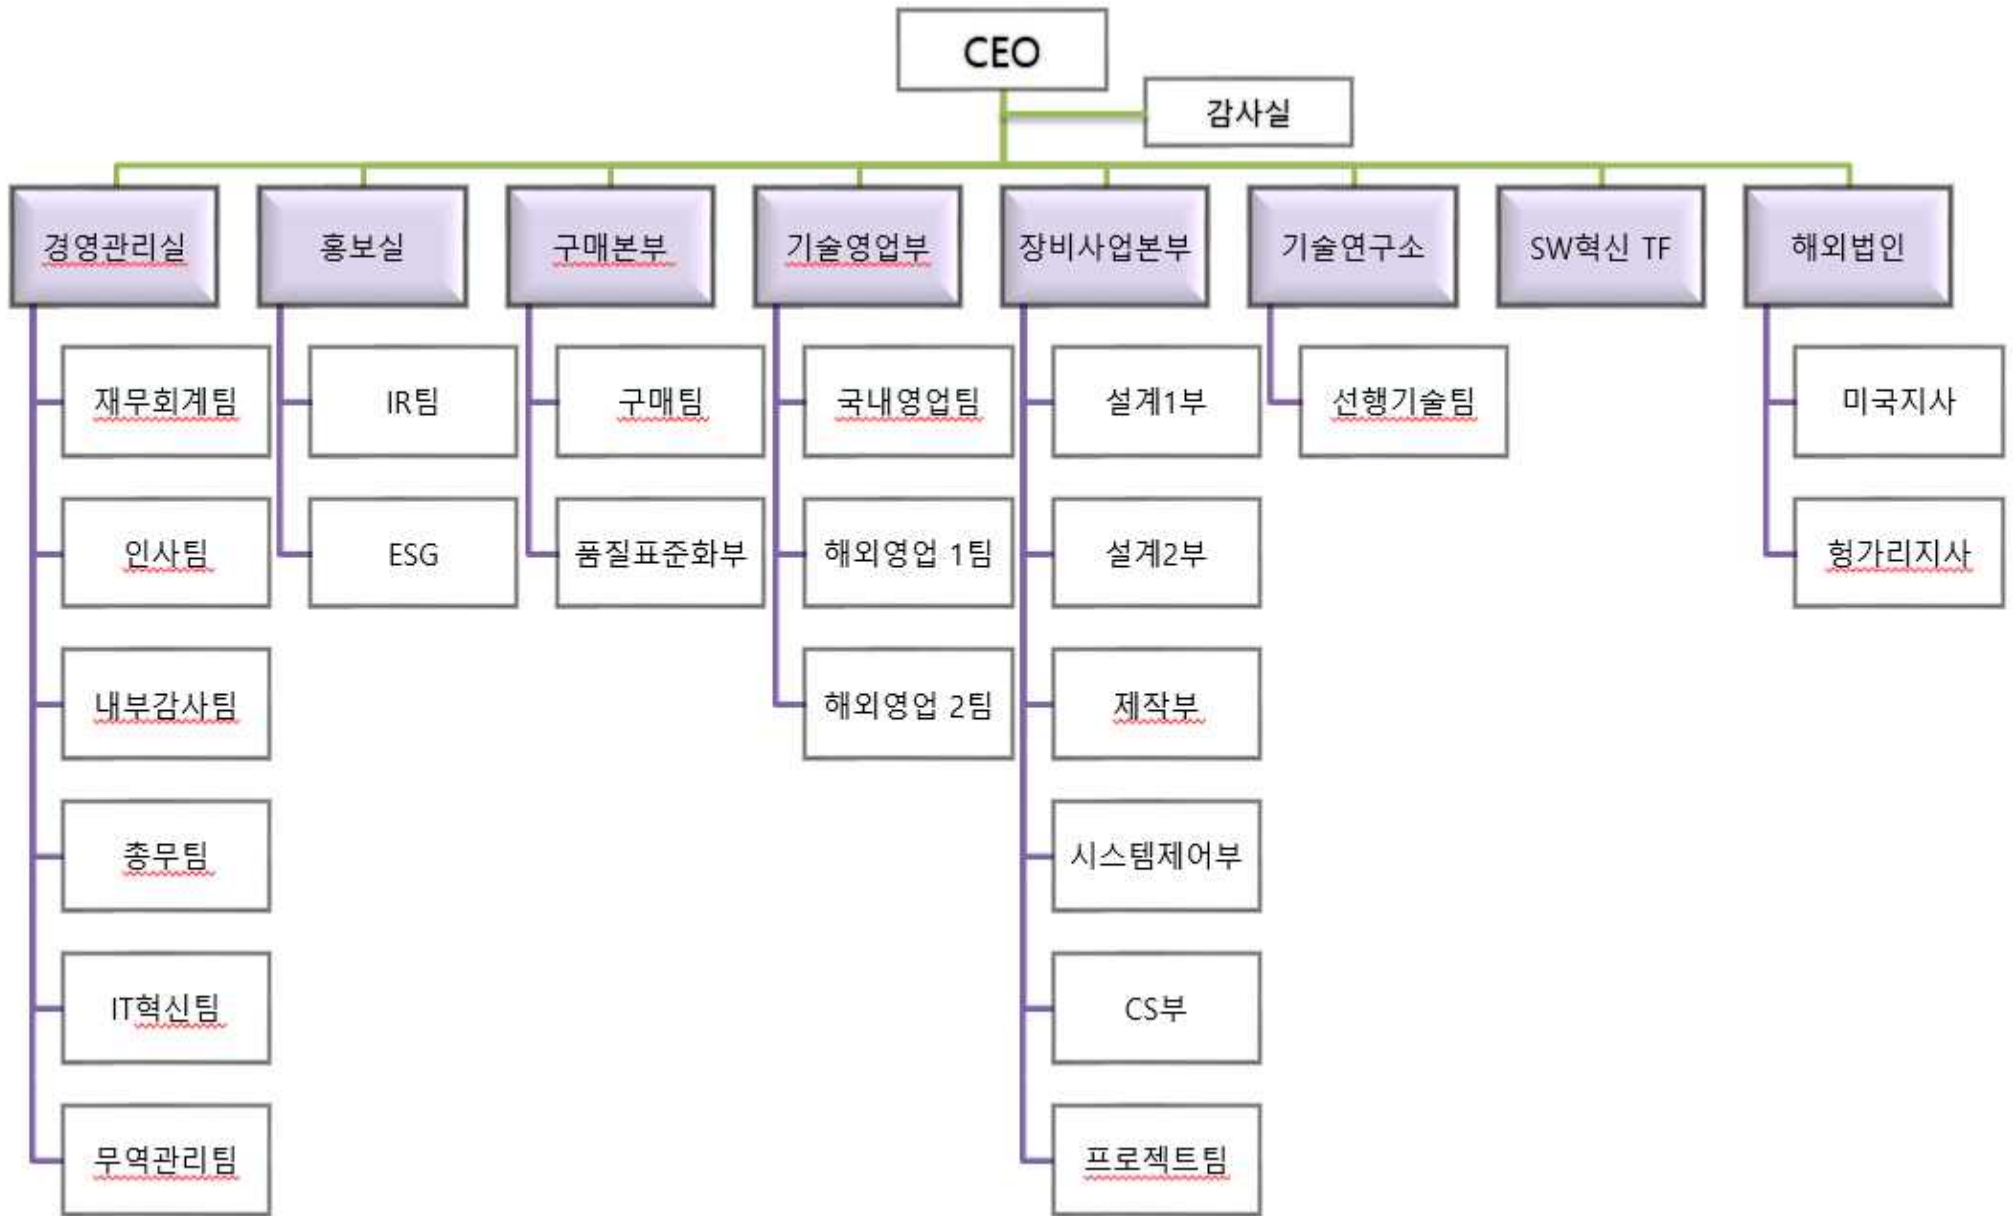 CEO
감사실
경영관리실
홍보실
구매본부
기술영업부
장비사업본부
기술연구소
SW혁신 TF
해외법인
재무회계팀
IR팀
구매팀
국내영업팀
설계1부
선행기술팀
미국지사
인사팀
ESG
품질표준화부
해외영업 1팀
설계2부
헝가리지사
내부감사팀
해외영업 2팀
제작부
총무팀
시스템제어부
IT혁신팀
CS부
무역관리팀
프로젝트팀